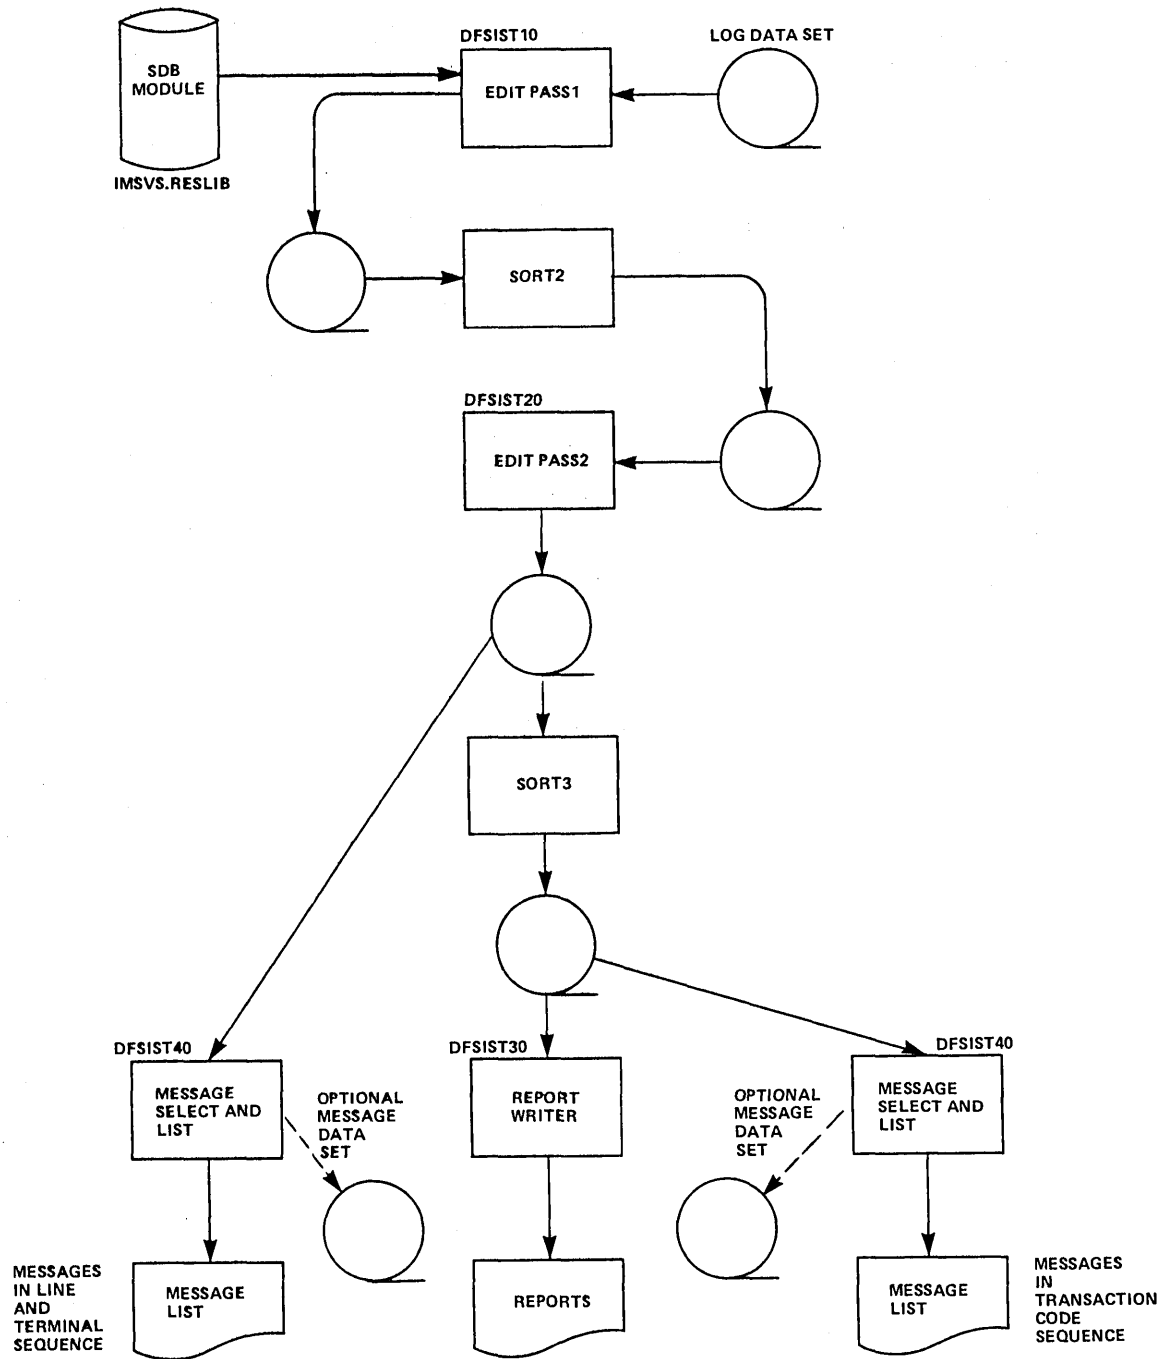 DFSIST10
LOG DATA SET
SDB
MODULE
EDIT PASS1
IMSVS.RESLIB
SORT2
DFSIST20
EDIT PASS2
SORT3
DFSIST40
MESSAGE
SELECT AND
LIST
OPTIONAL
MESSAGE
DATA
SET
DFSIST30
REPORT
WRITER
OPTIONAL
MESSAGE
DATA
SET
DFSIST40
MESSAGE
SELECT AND
LIST
MESSAGES
IN LINE
AND
TERMINAL
SEQUENCE
MESSAGE
LIST
REPORTS
MESSAGE
LIST
MESSAGES
IN
TRANSACTION
CODE
SEQUENCE